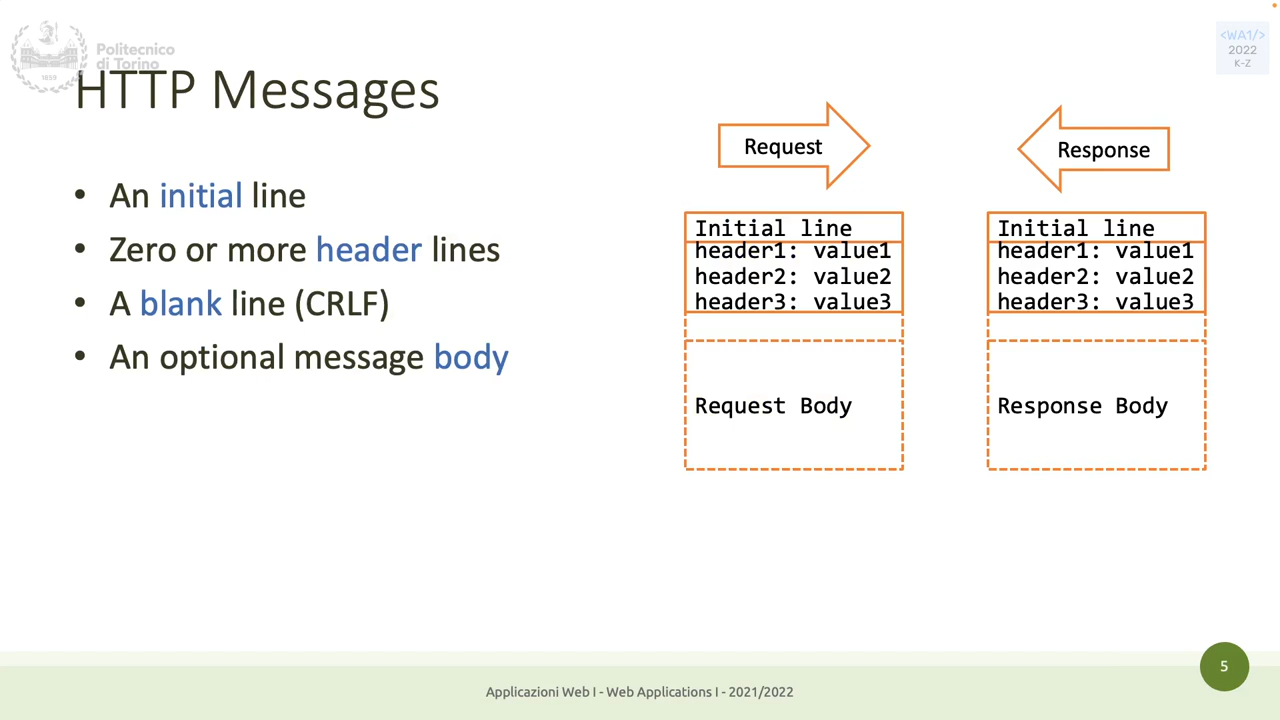 Politecnico
di Torino
1859
<WA1/>
2022
K-Z
HTTP Messages
• An initial line
• Zero or more header lines
• A blank line (CRLF)
• An optional message body
Request
Initial line
header1: value1
header2: value2
header3: value3
Request Body
Response
Initial line
header1: value1
header2: value2
header3: value3
Response Body
Applicazioni Web I - Web Applications I - 2021/2022
5